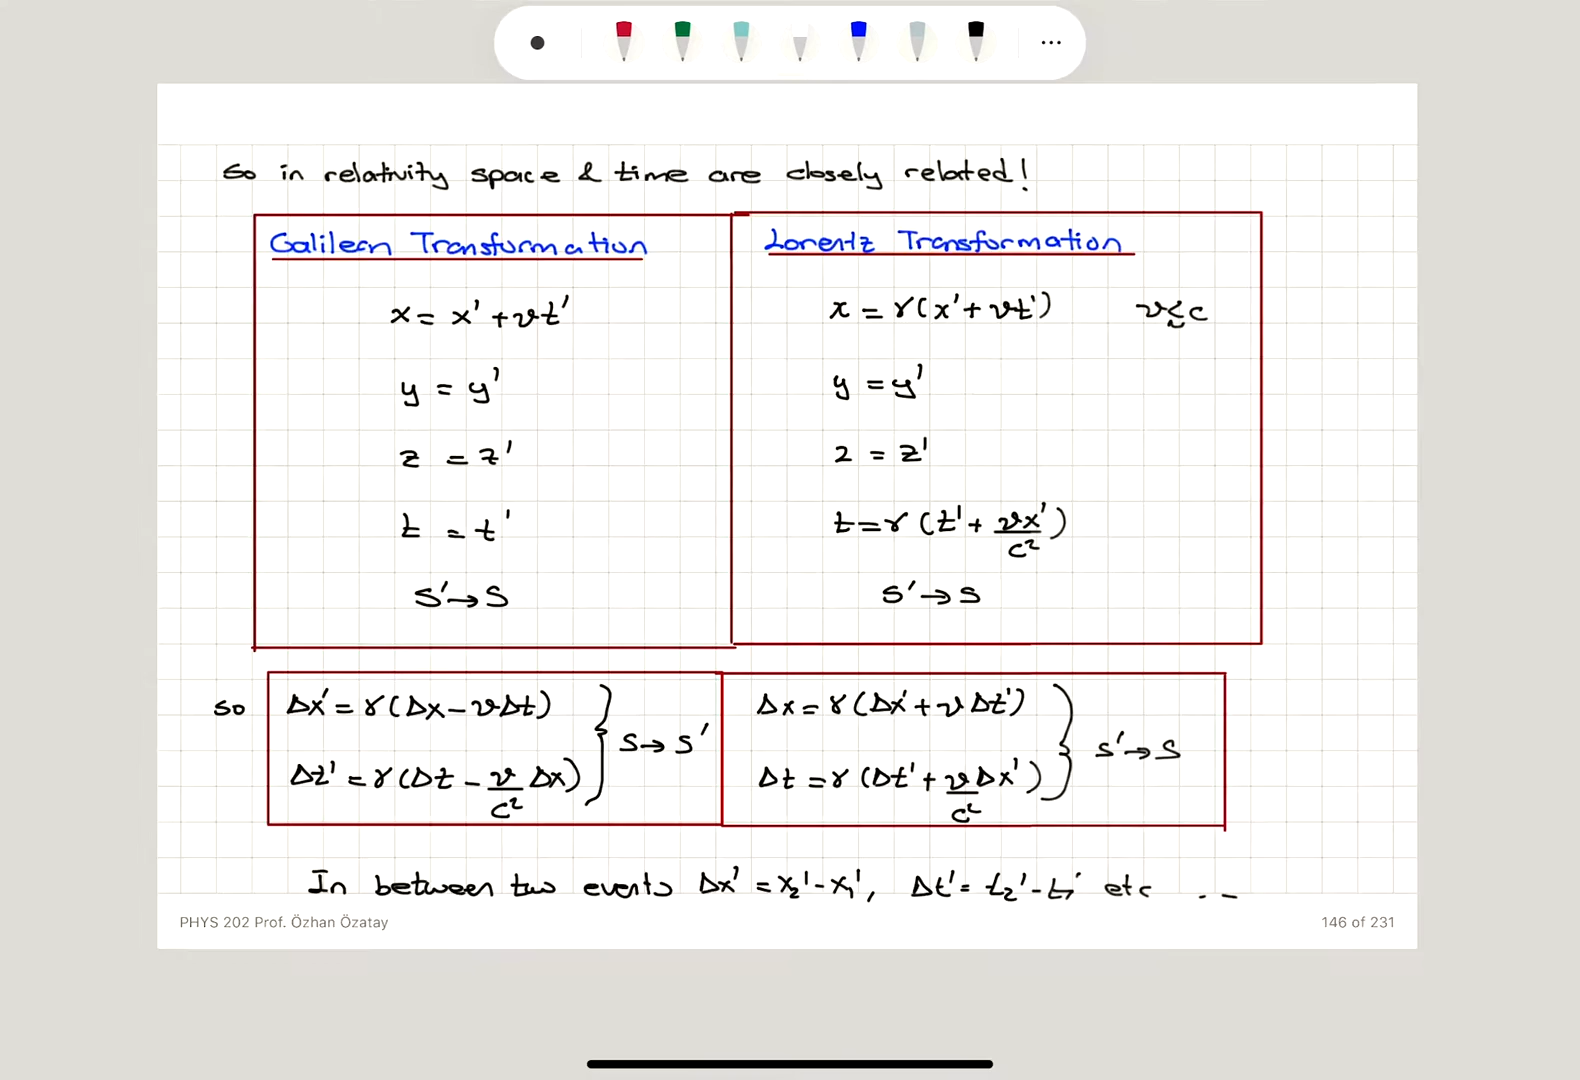 So in relativity space & time are closely related!
Galilean Transformation
x = x' + vt'
y = y'
z = z'
t = t'
S' → S
Lorentz Transformation
x = γ(x' + vt') v ≲ c
y = y'
z = z'
t = γ(t' + vx'/c²)
S' → S
so
Δx' = γ(Δx − vΔt)
Δt' = γ(Δt − v/c² Δx)
} S → S'
Δx = γ(Δx' + vΔt')
Δt = γ(Δt' + v/c² Δx')
} S' → S
In between two events Δx' = x₂' − x₁', Δt' = t₂' − t₁' etc . . –
PHYS 202 Prof. Özhan Özatay
146 of 231